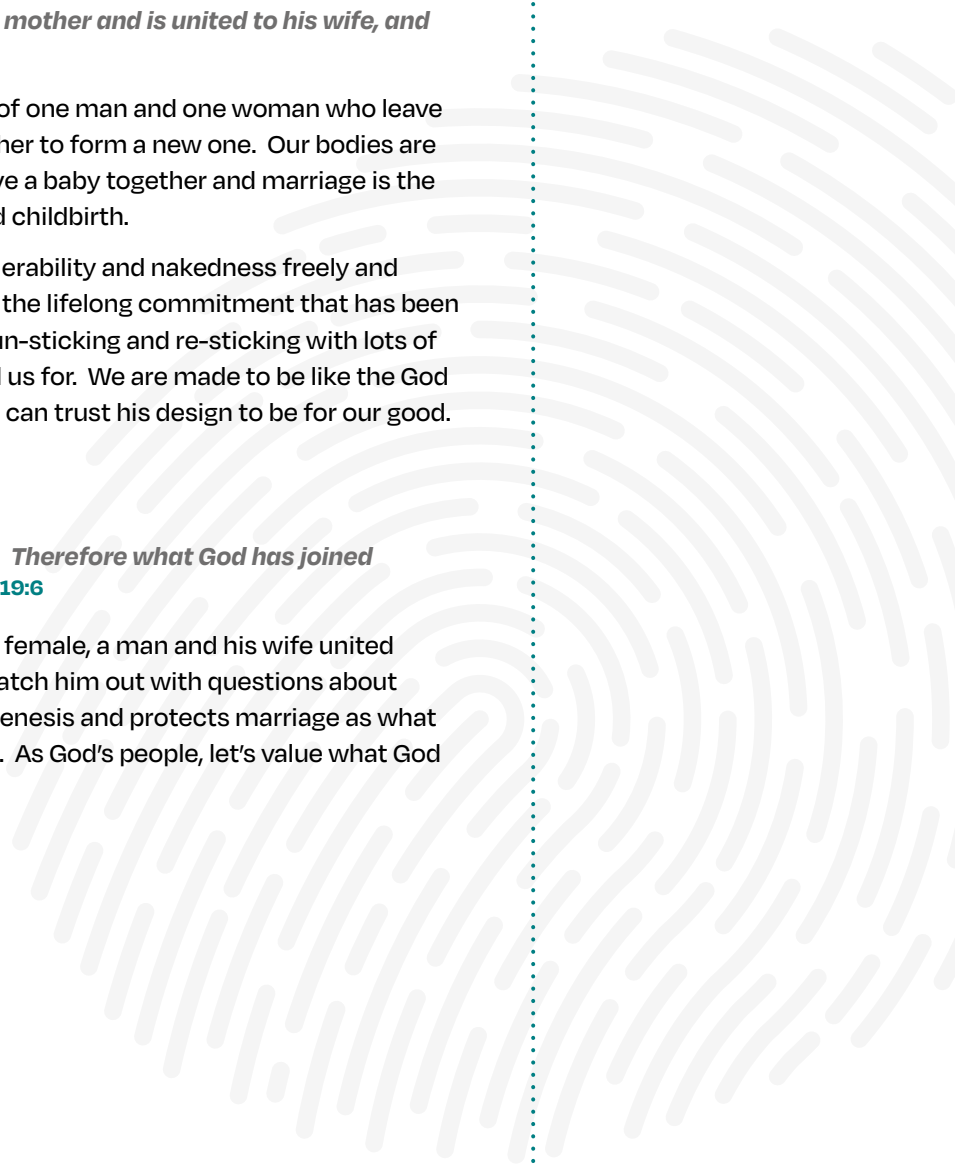 mother and is united to his wife, and
of one man and one woman who leave
her to form a new one.  Our bodies are
ve a baby together and marriage is the
d childbirth.
erability and nakedness freely and
the lifelong commitment that has been
un-sticking and re-sticking with lots of
us for.  We are made to be like the God
can trust his design to be for our good.
Therefore what God has joined
19:6
female, a man and his wife united
atch him out with questions about
enesis and protects marriage as what
.  As God’s people, let’s value what God